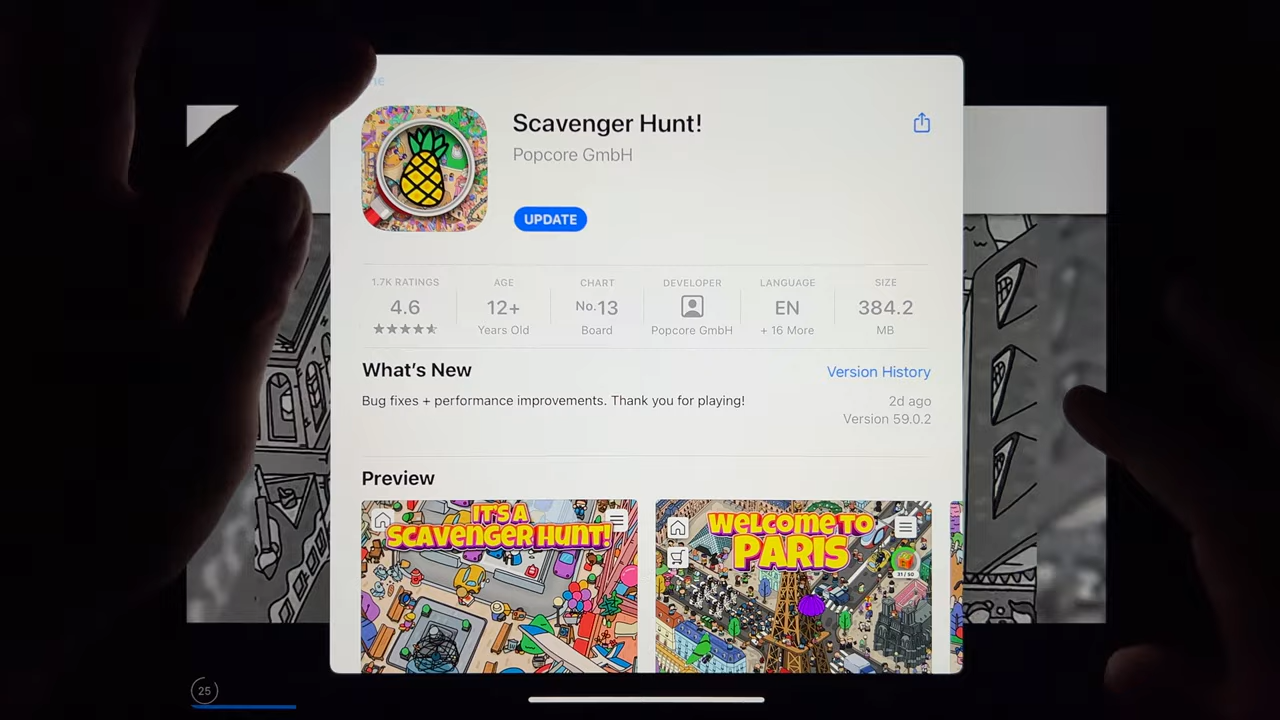 Scavenger Hunt!
Popcore GmbH
UPDATE
1.7K RATINGS
4.6
AGE
12+
Years Old
CHART
No.13
Board
DEVELOPER
Popcore GmbH
LANGUAGE
EN
+ 16 More
SIZE
384.2
MB
What’s New
Version History
Bug fixes + performance improvements. Thank you for playing!
2d ago
Version 59.0.2
Preview
IT'S A
SCAVENGER HUNT!
WELCOME TO
PARIS
31/50
25